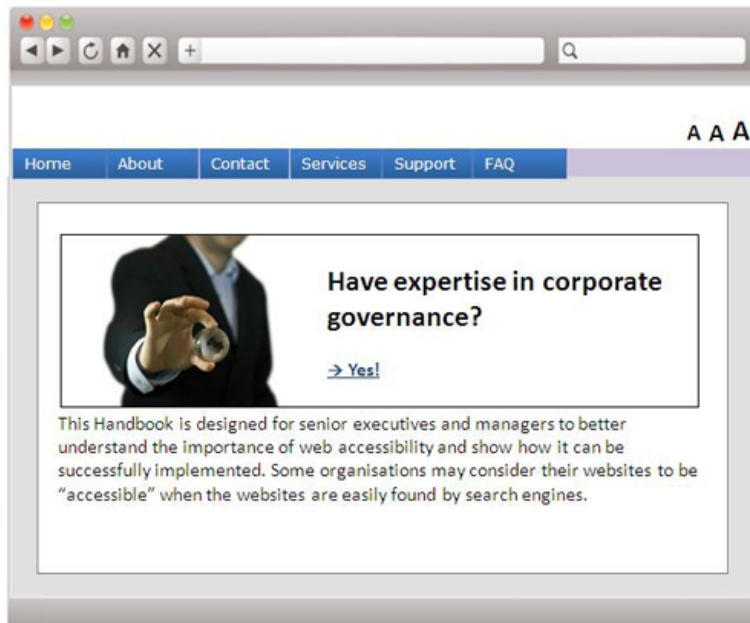 A A A
Home About Contact Services Support FAQ
Have expertise in corporate
governance?
→ Yes!
This Handbook is designed for senior executives and managers to better
understand the importance of web accessibility and show how it can be
successfully implemented. Some organisations may consider their websites to be
“accessible” when the websites are easily found by search engines.